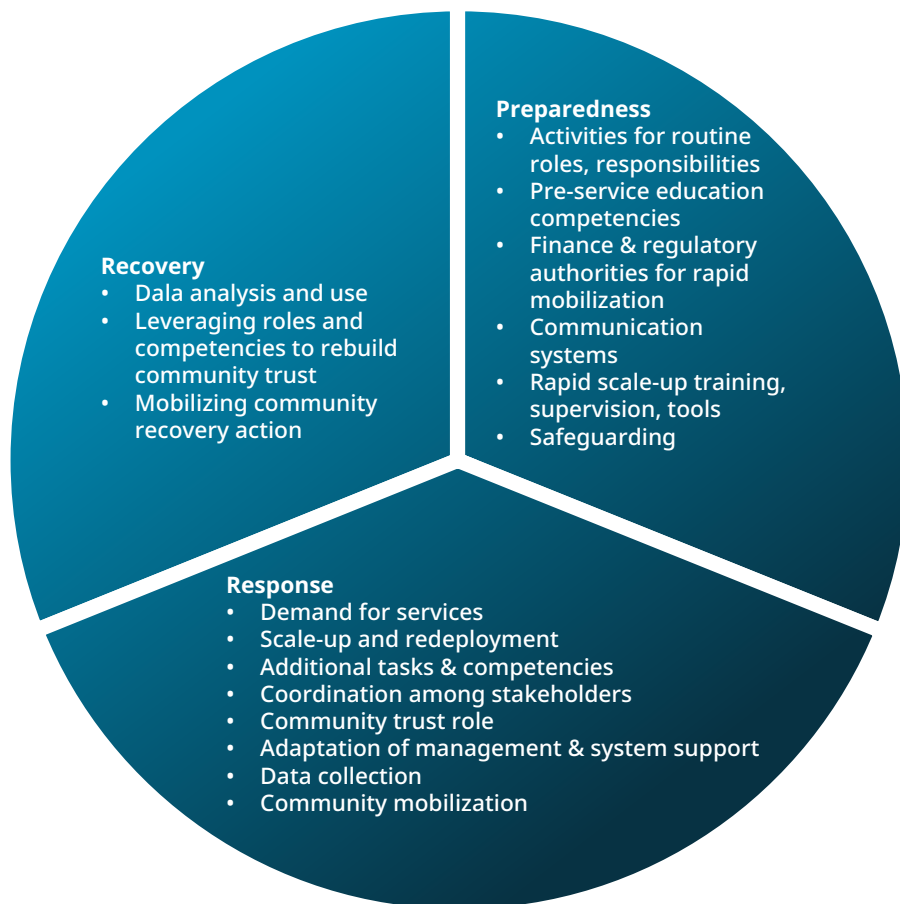 Preparedness
• Activities for routine
roles, responsibilities
• Pre-service education
competencies
• Finance & regulatory
authorities for rapid
mobilization
• Communication
systems
• Rapid scale-up training,
supervision, tools
• Safeguarding
Recovery
• Dala analysis and use
• Leveraging roles and
competencies to rebuild
community trust
• Mobilizing community
recovery action
Response
• Demand for services
• Scale-up and redeployment
• Additional tasks & competencies
• Coordination among stakeholders
• Community trust role
• Adaptation of management & system support
• Data collection
• Community mobilization